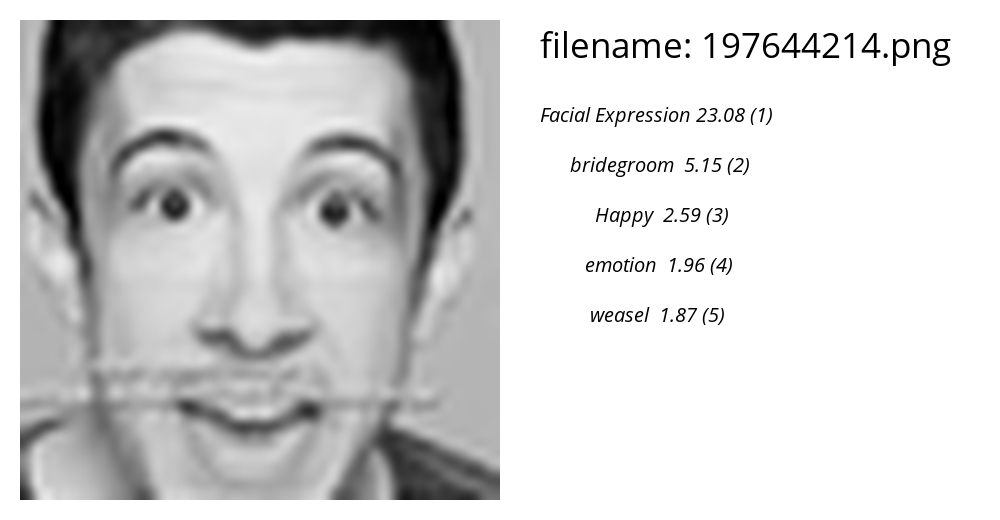 filename: 197644214.png
Facial Expression 23.08 (1)
bridegroom 5.15 (2)
Happy 2.59 (3)
emotion 1.96 (4)
weasel 1.87 (5)